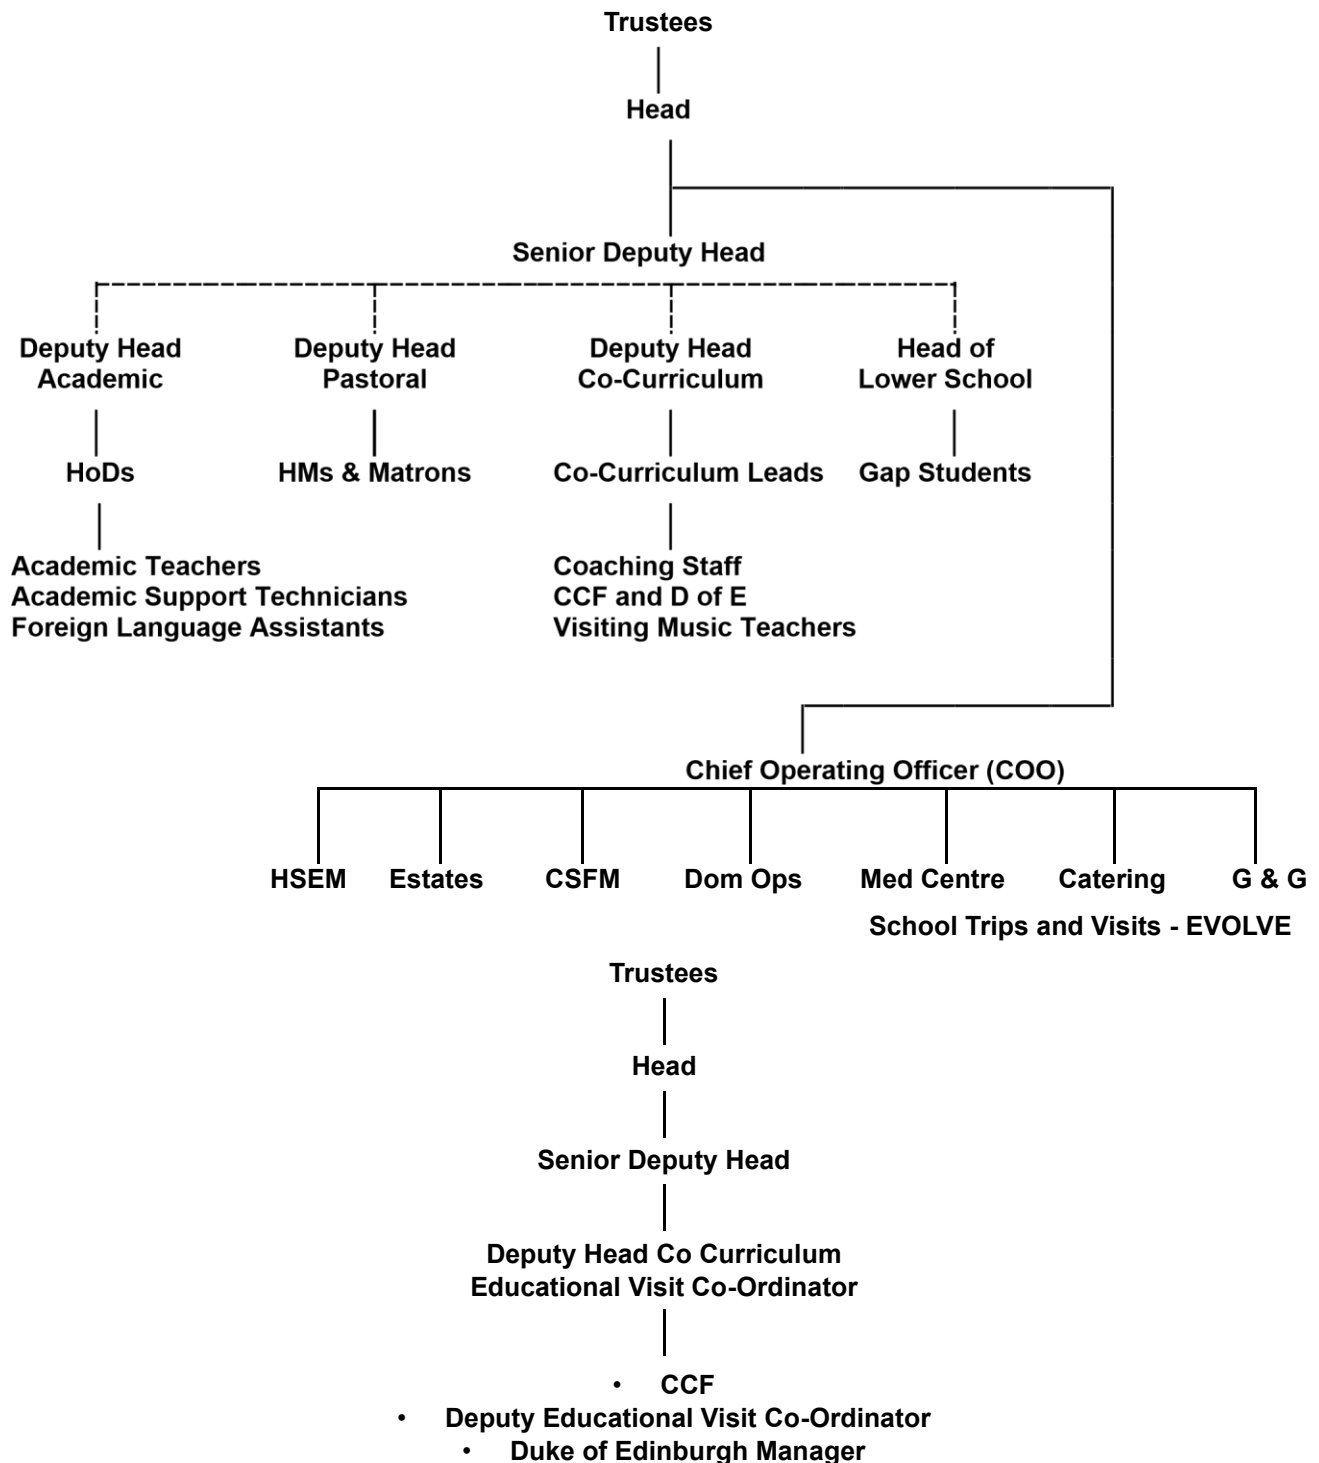 Trustees
Head
Senior Deputy Head
Deputy Head Academic
Deputy Head Pastoral
Deputy Head Co-Curriculum
Head of Lower School
HoDs
HMs & Matrons
Co-Curriculum Leads
Gap Students
Academic Teachers
Academic Support Technicians
Foreign Language Assistants
Coaching Staff
CCF and D of E
Visiting Music Teachers
Chief Operating Officer (COO)
HSEM Estates CSFM Dom Ops Med Centre Catering G & G
School Trips and Visits - EVOLVE
Trustees
Head
Senior Deputy Head
Deputy Head Co Curriculum
Educational Visit Co-Ordinator
• CCF
• Deputy Educational Visit Co-Ordinator
• Duke of Edinburgh Manager